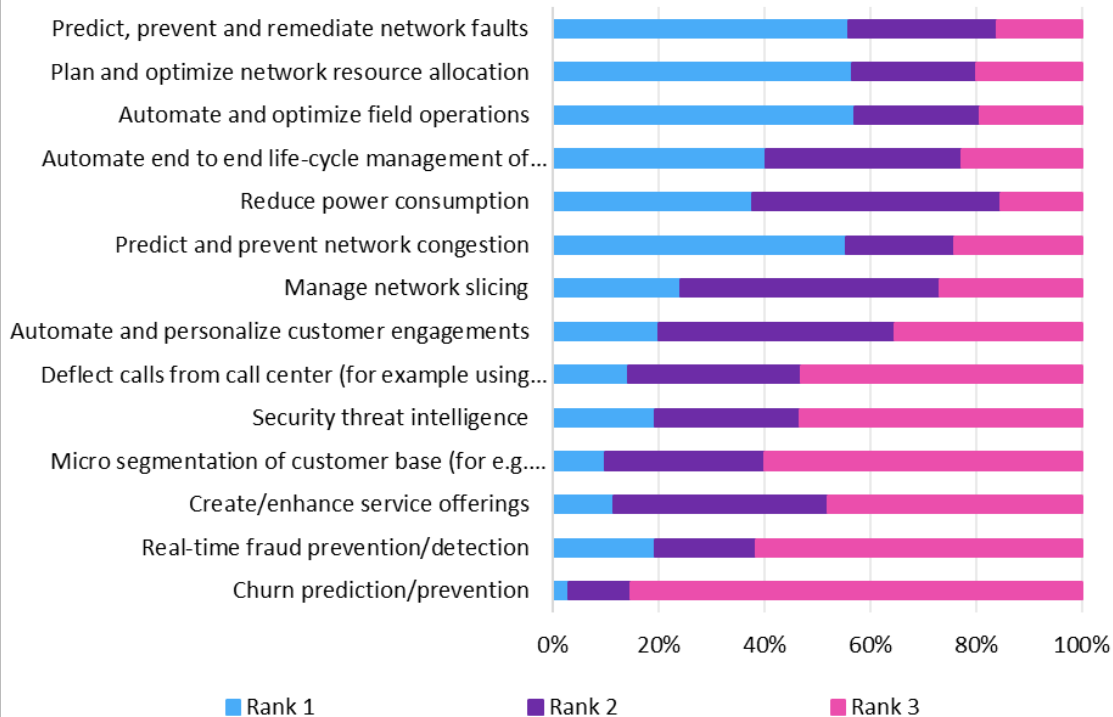 Predict, prevent and remediate network faults
Plan and optimize network resource allocation
Automate and optimize field operations
Automate end to end life-cycle management of...
Reduce power consumption
Predict and prevent network congestion
Manage network slicing
Automate and personalize customer engagements
Deflect calls from call center (for example using...
Security threat intelligence
Micro segmentation of customer base (for e.g....
Create/enhance service offerings
Real-time fraud prevention/detection
Churn prediction/prevention
0% 20% 40% 60% 80% 100%
Rank 1 Rank 2 Rank 3